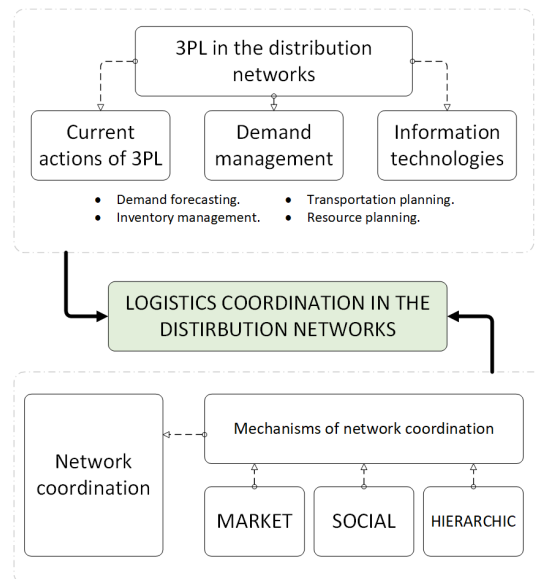 3PL in the distribution
networks
Current
actions of 3PL
Demand
management
Information
technologies
• Demand forecasting.
• Inventory management.
• Transportation planning.
• Resource planning.
LOGISTICS COORDINATION IN THE
DISTIRBUTION NETWORKS
Network
coordination
Mechanisms of network coordination
MARKET
SOCIAL
HIERARCHIC